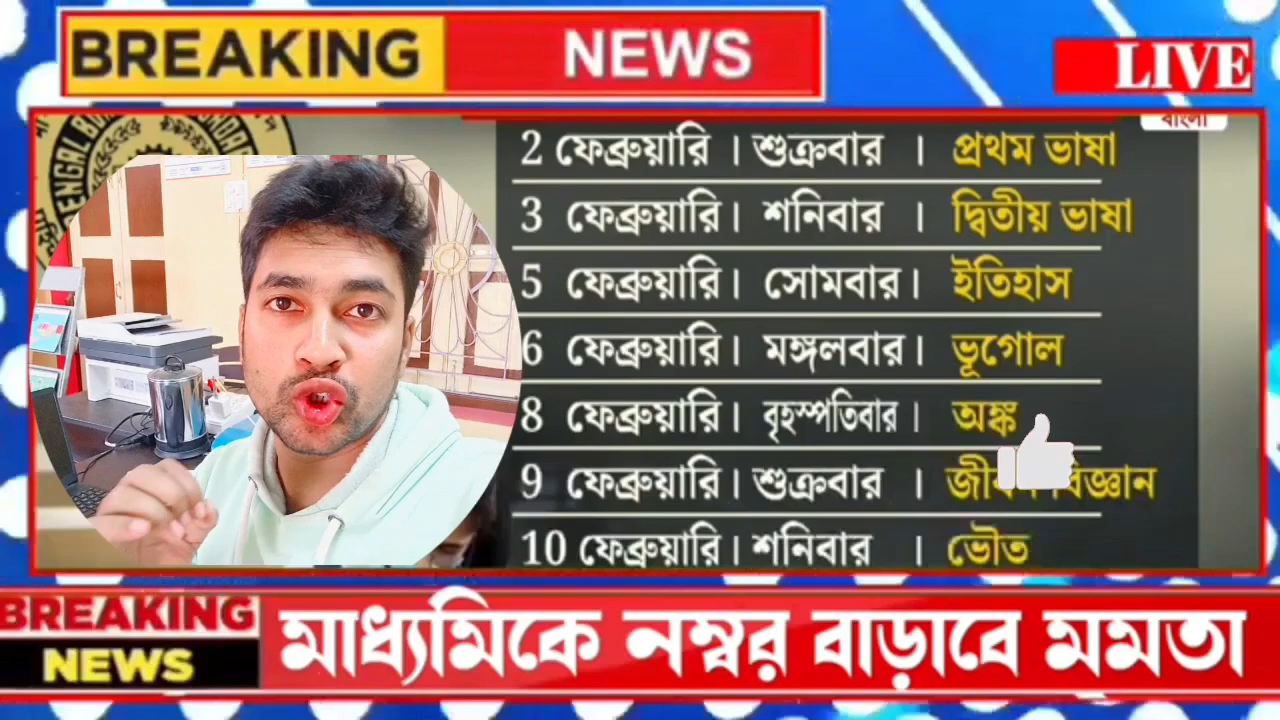 BREAKING NEWS
LIVE
বাংলা
2 ফেব্রুয়ারি । শুক্রবার । প্রথম ভাষা
3 ফেব্রুয়ারি । শনিবার । দ্বিতীয় ভাষা
5 ফেব্রুয়ারি । সোমবার । ইতিহাস
6 ফেব্রুয়ারি । মঙ্গলবার । ভূগোল
8 ফেব্রুয়ারি । বৃহস্পতিবার । অঙ্ক
9 ফেব্রুয়ারি । শুক্রবার । জীবন বিজ্ঞান
10 ফেব্রুয়ারি । শনিবার । ভৌত
BREAKING
NEWS
মাধ্যমিকে নম্বর বাড়াবে মমতা